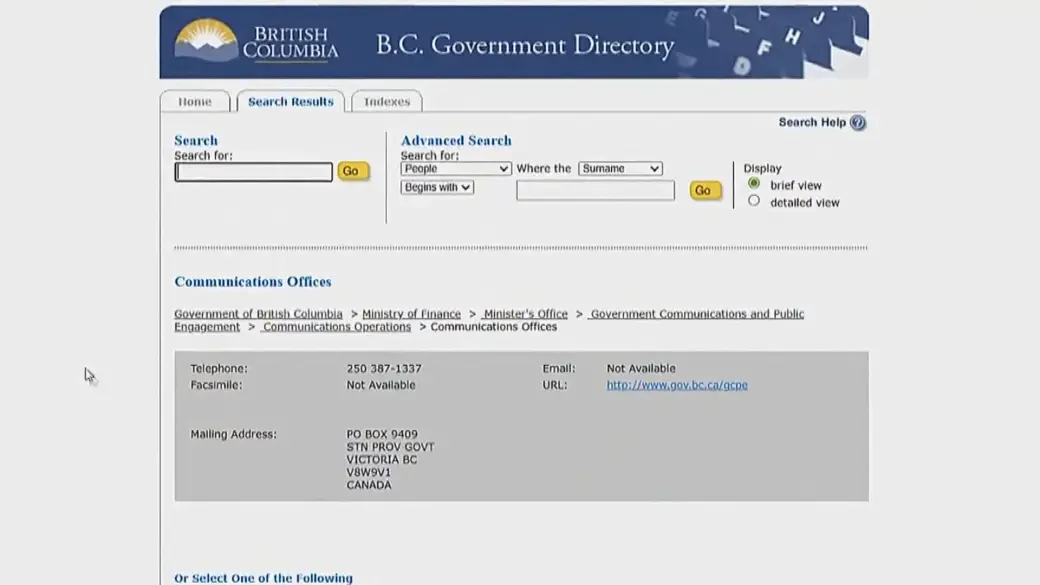 BRITISH
COLUMBIA
B.C. Government Directory
E G J H F D
Home
Search Results
Indexes
Search Help ?
Search
Search for:
Go
Advanced Search
Search for:
People Where the Surname
Begins with
Go
Display
brief view
detailed view
Communications Offices
Government of British Columbia > Ministry of Finance > Minister's Office > Government Communications and Public
Engagement > Communications Operations > Communications Offices
Telephone: 250 387-1337 Email: Not Available
Facsimile: Not Available URL: http://www.gov.bc.ca/gcpe
Mailing Address: PO BOX 9409
STN PROV GOVT
VICTORIA BC
V8W9V1
CANADA
Or Select One of the Following